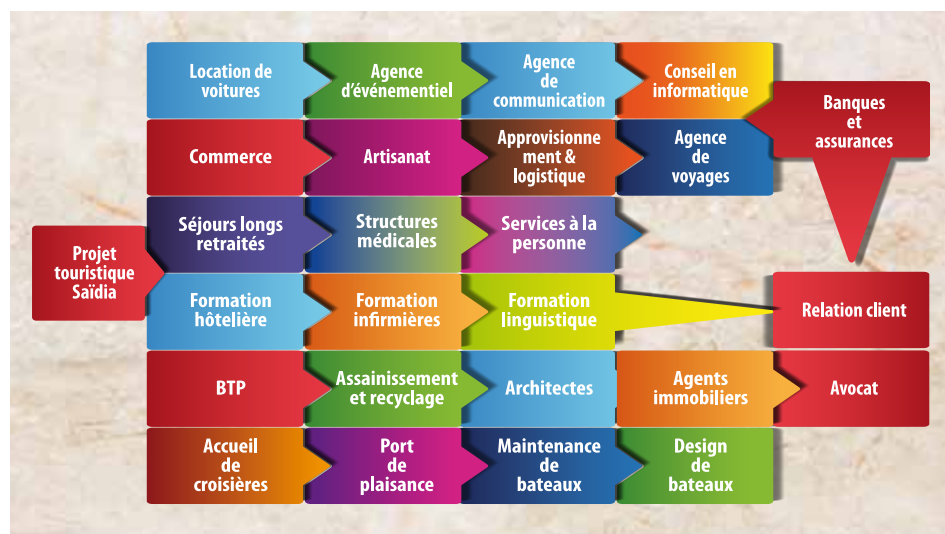 Location de
voitures
Agence
d'événementiel
Agence
de
communication
Conseil en
informatique
Banques
et
assurances
Commerce
Artisanat
Approvisionne
ment &
logistique
Agence
de
voyages
Projet
touristique
Saïdia
Séjours longs
retraités
Structures
médicales
Services à la
personne
Formation
hôtelière
Formation
infirmières
Formation
linguistique
Relation client
BTP
Assainissement
et recyclage
Architectes
Agents
immobiliers
Avocat
Accueil
de
croisières
Port
de
plaisance
Maintenance
de
bateaux
Design
de
bateaux